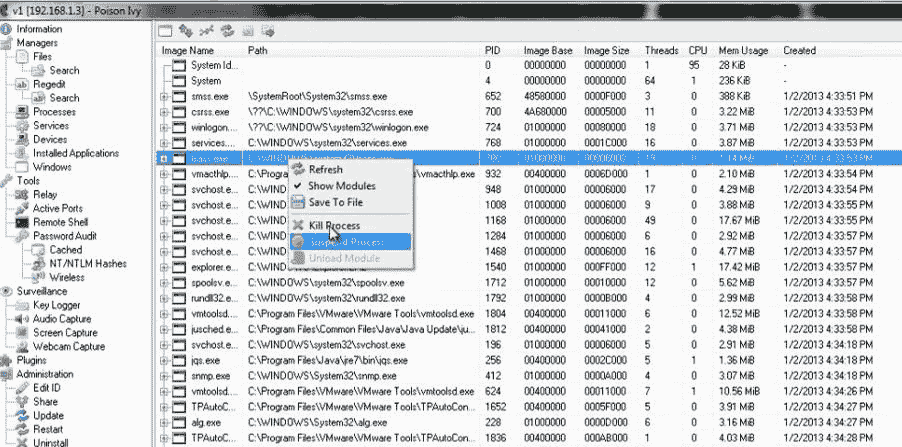 v1 [192.168.1.3] - Poison Ivy
Information
Managers
Files
Search
Regedit
Search
Processes
Services
Devices
Installed Applications
Windows
Tools
Relay
Active Ports
Remote Shell
Password Audit
Cached
NT/NTLM Hashes
Wireless
Surveillance
Key Logger
Audio Capture
Screen Capture
Webcam Capture
Plugins
Administration
Edit ID
Share
Update
Restart
Uninstall
Image Name Path PID Image Base Image Size Threads CPU Mem Usage Created
System Id... 0 00000000 00000000 1 95 28 KiB -
System 4 00000000 00000000 64 1 236 KiB -
smss.exe \SystemRoot\System32\smss.exe 652 48580000 0000F000 3 0 388 KiB 1/2/2013 4:33:51 PM
csrss.exe \??\C:\WINDOWS\system32\csrss.exe 700 4A680000 00005000 11 0 3.22 MiB 1/2/2013 4:33:53 PM
winlogon.... \??\C:\WINDOWS\system32\winlogon.exe 724 01000000 00080000 18 0 3.71 MiB 1/2/2013 4:33:53 PM
services.... C:\WINDOWS\system32\services.exe 768 01000000 0001C000 16 0 3.87 MiB 1/2/2013 4:33:53 PM
01000000 00006000 0 1/2/2013 4:33:53 PM
vmacthlp.... C:\Program vmacthlp.exe 932 00400000 0006D000 1 0 2.10 MiB 1/2/2013 4:33:54 PM
svchost.e... C:\WIND 948 01000000 00006000 17 0 4.29 MiB 1/2/2013 4:33:54 PM
svchost.e... C:\WIND 1008 01000000 00006000 9 0 3.88 MiB 1/2/2013 4:33:55 PM
svchost.e... C:\WIND 1168 01000000 00006000 49 0 17.67 MiB 1/2/2013 4:33:55 PM
svchost.e... C:\WIND 1284 01000000 00006000 6 0 2.92 MiB 1/2/2013 4:33:57 PM
svchost.e... C:\WIND 1468 01000000 00006000 16 0 4.77 MiB 1/2/2013 4:33:57 PM
explorer.e... C:\WIND 1540 01000000 000FF000 12 1 17.42 MiB 1/2/2013 4:33:57 PM
spoolsv.e... C:\WINDOWS\system32\spoolsv.exe 1712 01000000 00010000 12 0 5.62 MiB 1/2/2013 4:33:57 PM
rundll32.e... C:\WINDOWS\system32\rundll32.exe 1792 01000000 0000B000 4 0 2.99 MiB 1/2/2013 4:33:58 PM
vmtoolsd.... C:\Program Files\VMware\VMware Tools\vmtoolsd.exe 1804 00400000 00011000 6 0 12.52 MiB 1/2/2013 4:33:58 PM
jusched.e... C:\Program Files\Common Files\Java\Java Update\ju... 1812 00400000 00041000 2 0 4.38 MiB 1/2/2013 4:33:58 PM
svchost.e... C:\WINDOWS\system32\svchost.exe 196 01000000 00006000 5 0 2.91 MiB 1/2/2013 4:34:18 PM
jqs.exe C:\Program Files\Java\jre7\bin\jqs.exe 256 00400000 0002C000 5 1 1.36 MiB 1/2/2013 4:34:18 PM
snmp.exe C:\WINDOWS\System32\snmp.exe 412 01000000 0000A000 4 0 3.07 MiB 1/2/2013 4:34:18 PM
vmtoolsd.... C:\Program Files\VMware\VMware Tools\vmtoolsd.exe 624 00400000 00011000 7 1 10.56 MiB 1/2/2013 4:34:26 PM
TPAutoC... C:\Program Files\VMware\VMware Tools\TPAutoCon... 1652 00400000 0005F000 5 0 3.91 MiB 1/2/2013 4:34:27 PM
alg.exe C:\WINDOWS\System32\alg.exe 228 01000000 0000D000 6 0 3.16 MiB 1/2/2013 4:34:27 PM
TPAutoC... C:\Program Files\VMware\VMware Tools\TPAutoCon... 1836 00400000 000AB000 1 0 4.03 MiB 1/2/2013 4:34:28 PM
Refresh
Show Modules
Save To File
Kill Process
Suspend Process
Unload Module